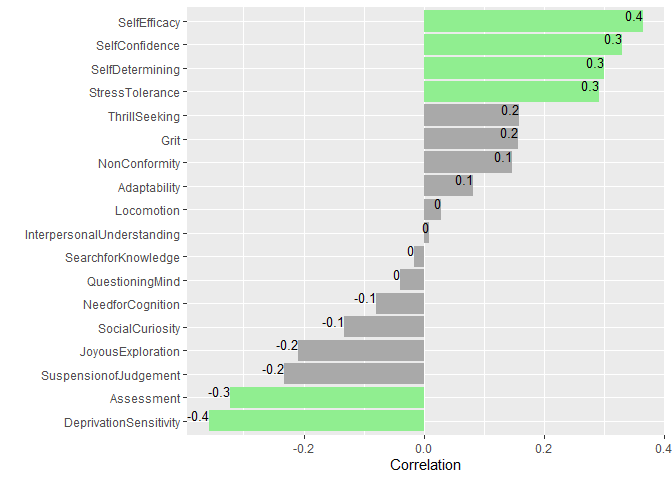 SelfEfficacy 0.4
SelfConfidence 0.3
SelfDetermining 0.3
StressTolerance 0.3
ThrillSeeking 0.2
Grit 0.2
NonConformity 0.1
Adaptability 0.1
Locomotion 0
InterpersonalUnderstanding 0
SearchforKnowledge 0
QuestioningMind 0
NeedforCognition -0.1
SocialCuriosity -0.1
JoyousExploration -0.2
SuspensionofJudgement -0.2
Assessment -0.3
DeprivationSensitivity -0.4
-0.2 0.0 0.2 0.4
Correlation